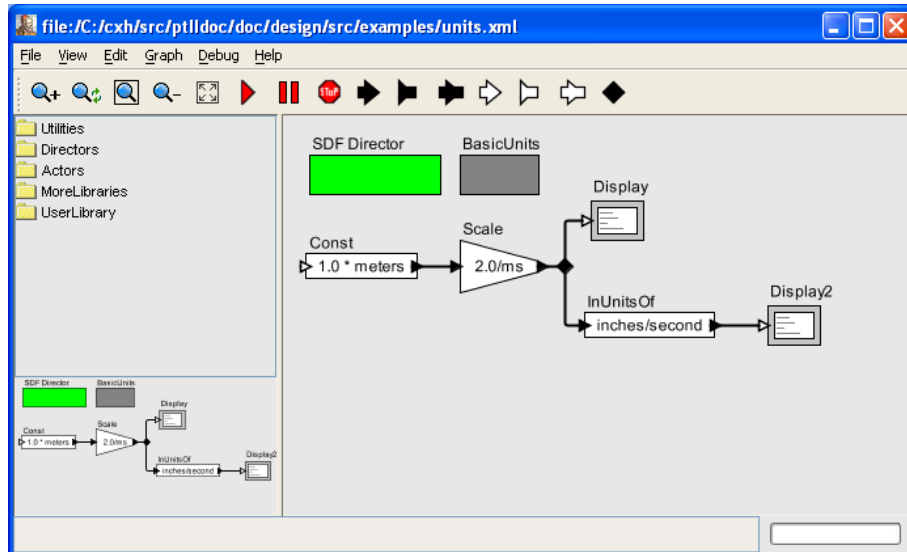 file:/C:/cxh/src/ptIIdoc/doc/design/src/examples/units.xml
File View Edit Graph Debug Help
STOP
Utilities
Directors
Actors
MoreLibraries
UserLibrary
SDF Director BasicUnits
Display
Const Scale
1.0 * meters 2.0/ms
InUnitsOf Display2
inches/second
SDF Director BasicUnits
Display
Const Scale
1.0 * meters 2.0/ms
InUnitsOf Display2
inches/second